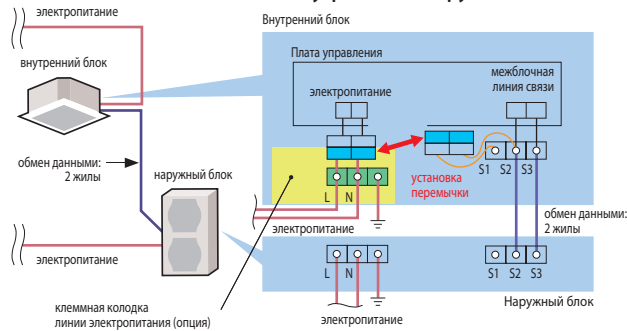 электропитание
Внутренний блок
Плата управления
внутренний блок
межблочная
линия связи
электропитание
S1 S2 S3
установка
перемычки
обмен данными:
2 жилы
наружный блок
L N
обмен данными:
2 жилы
электропитание
электропитание
L N
S1 S2 S3
Наружный блок
клеммная колодка
линии электропитания (опция)
электропитание